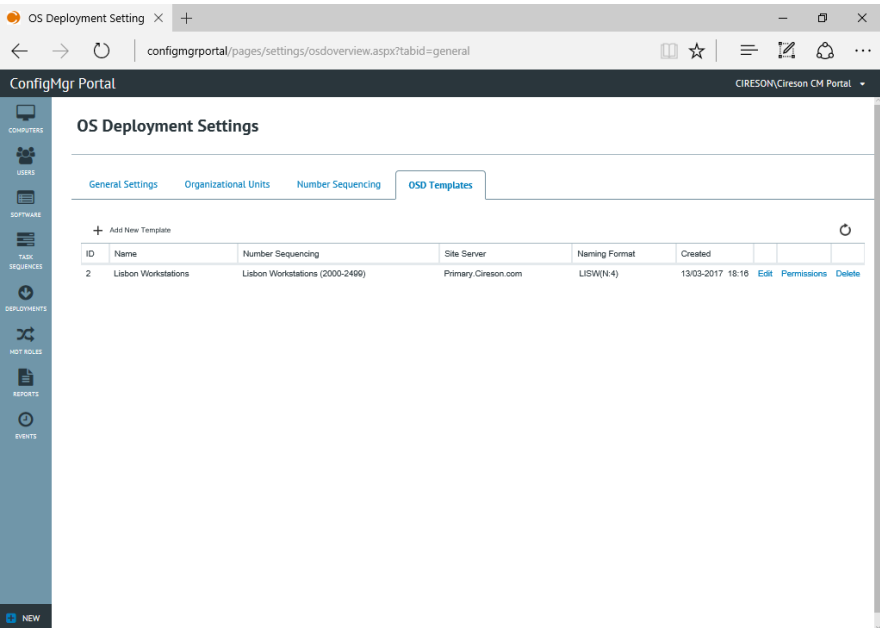 OS Deployment Setting
configmgrportal/pages/settings/osdoverview.aspx?tabid=general
ConfigMgr Portal
CIRESON\Cireson CM Portal
COMPUTERS
USERS
SOFTWARE
TASK
SEQUENCES
DEPLOYMENTS
MDT ROLES
REPORTS
EVENTS
NEW
OS Deployment Settings
General Settings Organizational Units Number Sequencing OSD Templates
Add New Template
ID Name Number Sequencing Site Server Naming Format Created
2 Lisbon Workstations Lisbon Workstations (2000-2499) Primary.Cireson.com LISW(N:4) 13/03-2017 18:16 Edit Permissions Delete